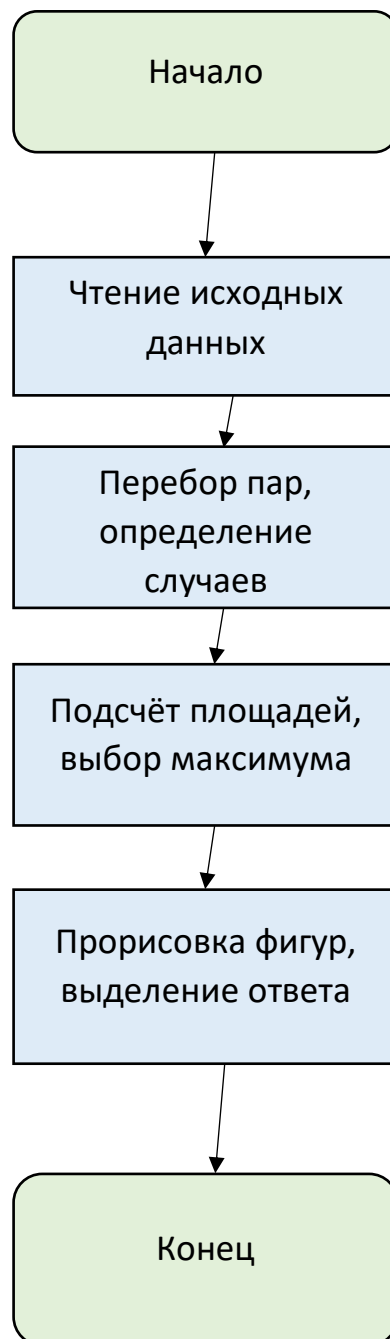 Начало
Чтение исходных
данных
Перебор пар,
определение
случаев
Подсчёт площадей,
выбор максимума
Прорисовка фигур,
выделение ответа
Конец